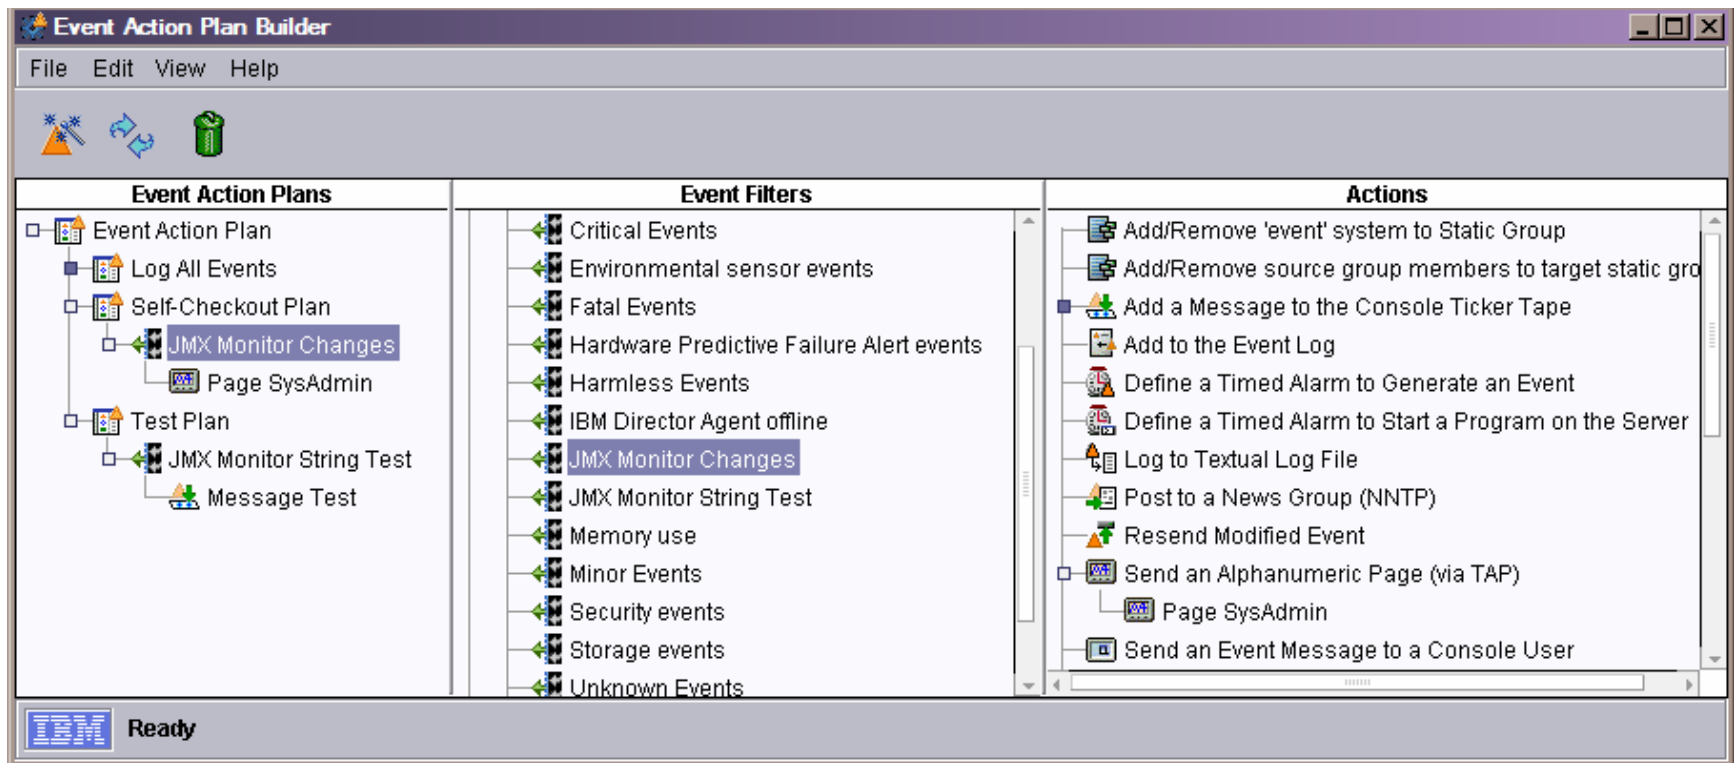 Event Action Plan Builder
File Edit View Help
Event Action Plans
Event Action Plan
Log All Events
Self-Checkout Plan
JMX Monitor Changes
Page SysAdmin
Test Plan
JMX Monitor String Test
Message Test
Event Filters
Critical Events
Environmental sensor events
Fatal Events
Hardware Predictive Failure Alert events
Harmless Events
IBM Director Agent offline
JMX Monitor Changes
JMX Monitor String Test
Memory use
Minor Events
Security events
Storage events
Unknown Events
Actions
Add/Remove 'event' system to Static Group
Add/Remove source group members to target static gro
Add a Message to the Console Ticker Tape
Add to the Event Log
Define a Timed Alarm to Generate an Event
Define a Timed Alarm to Start a Program on the Server
Log to Textual Log File
Post to a News Group (NNTP)
Resend Modified Event
Send an Alphanumeric Page (via TAP)
Page SysAdmin
Send an Event Message to a Console User
IBM Ready